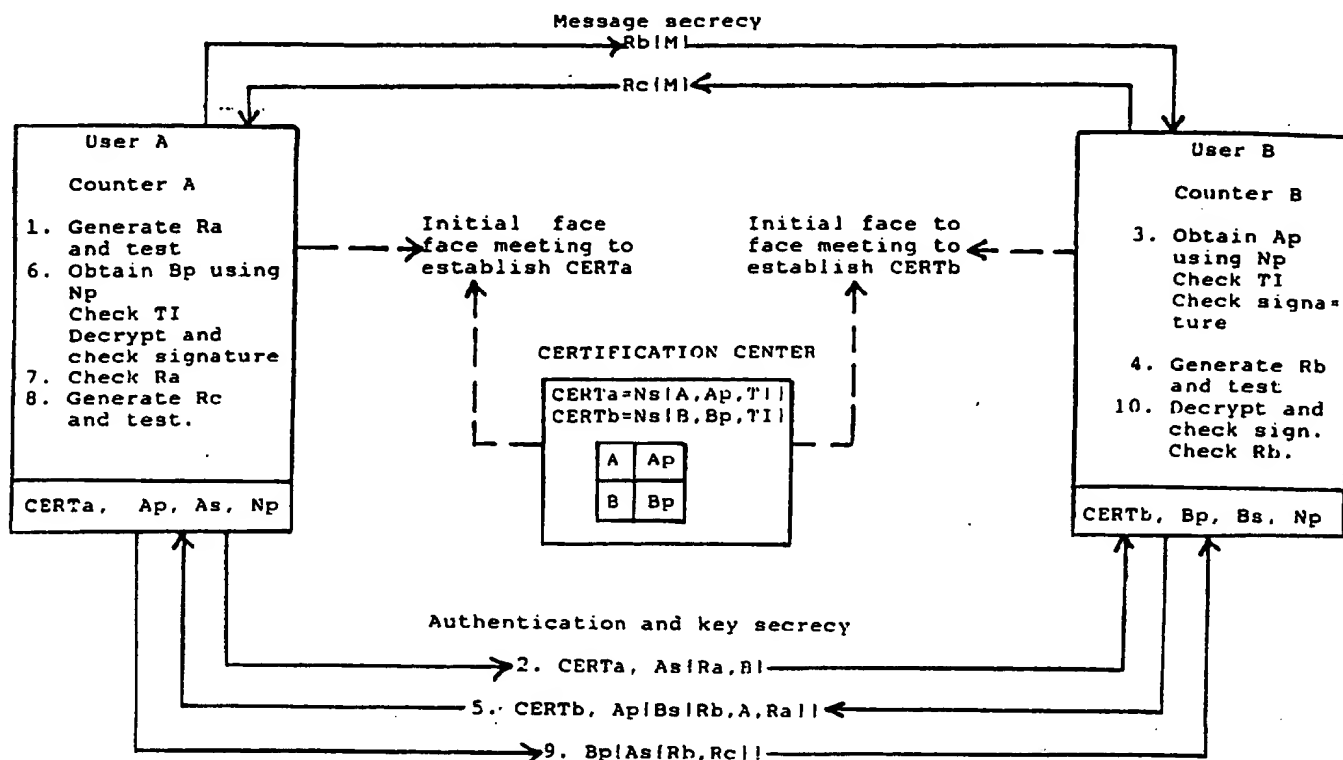 Message secrecy
Rb{M}
Rc{M}
User A
Counter A
1. Generate Ra
and test
6. Obtain Bp using
Np
Check TI
Decrypt and
check signature
7. Check Ra
8. Generate Rc
and test.
CERTa, Ap, As, Np
Initial face
face meeting to
establish CERTa
Initial face to
face meeting to
establish CERTb
CERTIFICATION CENTER
CERTa=Ns{A,Ap,TI}
CERTb=Ns{B,Bp,TI}
A Ap
B Bp
User B
Counter B
3. Obtain Ap
using Np
Check TI
Check signa=
ture
4. Generate Rb
and test
10. Decrypt and
check sign.
Check Rb.
CERTb, Bp, Bs, Np
Authentication and key secrecy
2. CERTa, As{Ra,B}
5. CERTb, Ap{Bs{Rb,A,Ra}}
9. Bp{As{Rb,Rc}}